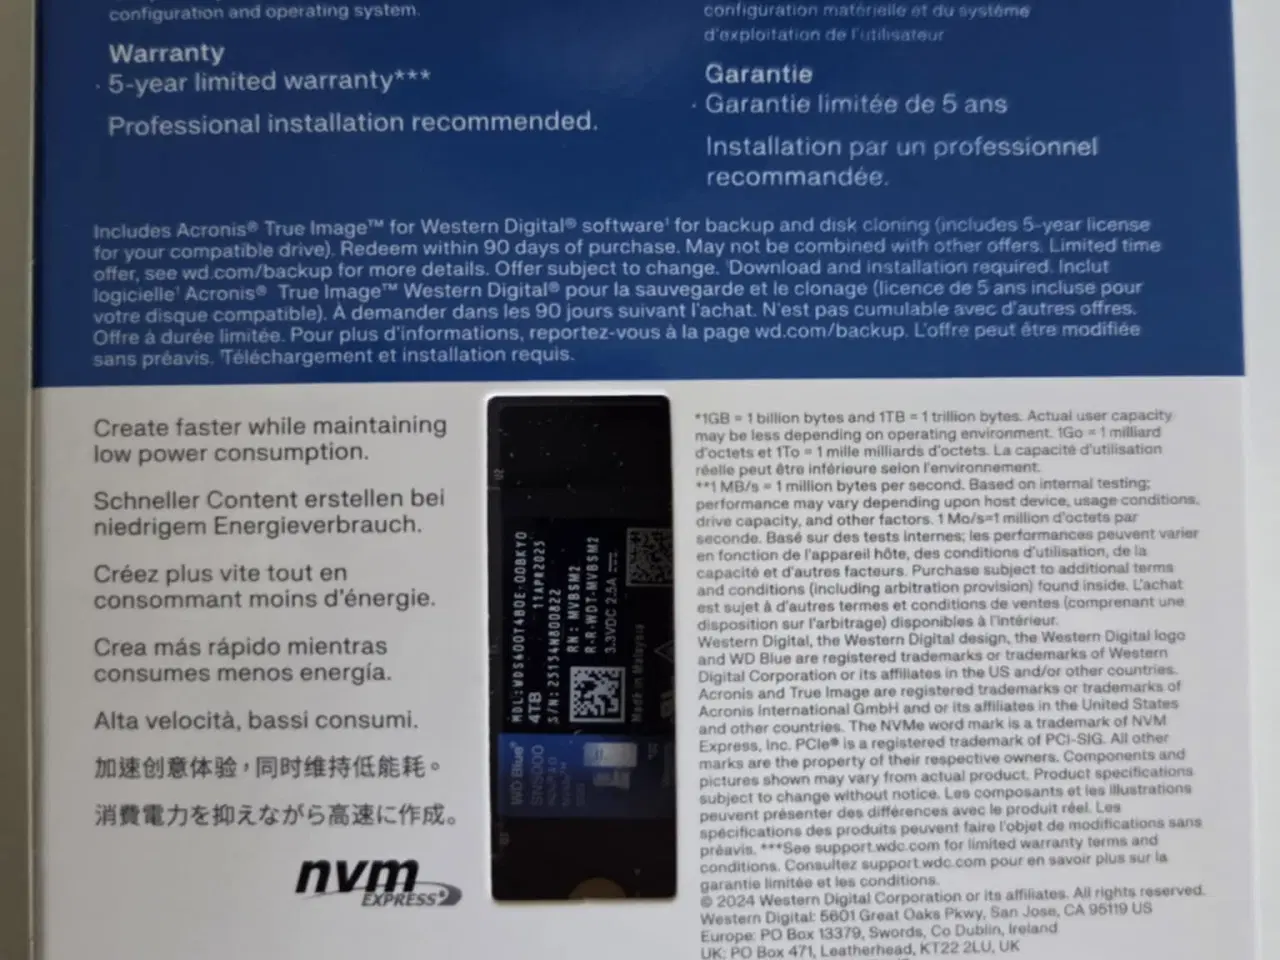 configuration and operating system.
Warranty
· 5-year limited warranty***
Professional installation recommended.
configuration matérielle et du système
d'exploitation de l'utilisateur
Garantie
· Garantie limitée de 5 ans
Installation par un professionnel
recommandée.
Includes Acronis® True Image™ for Western Digital® software¹ for backup and disk cloning (includes 5-year license
for your compatible drive). Redeem within 90 days of purchase. May not be combined with other offers. Limited time
offer, see wd.com/backup for more details. Offer subject to change. ¹Download and installation required. Inclut
logicielle¹ Acronis® True Image™ Western Digital® pour la sauvegarde et le clonage (licence de 5 ans incluse pour
votre disque compatible). À demander dans les 90 jours suivant l'achat. N'est pas cumulable avec d'autres offres.
Offre à durée limitée. Pour plus d'informations, reportez-vous à la page wd.com/backup. L'offre peut être modifiée
sans préavis. ¹Téléchargement et installation requis.
Create faster while maintaining
low power consumption.
Schneller Content erstellen bei
niedrigem Energieverbrauch.
Créez plus vite tout en
consommant moins d'énergie.
Crea más rápido mientras
consumes menos energía.
Alta velocità, bassi consumi.
加速创意体验，同时维持低能耗。
消費電力を抑えながら高速に作成。
nvm
EXPRESS®
MDL: WDS400T4B0E-00BKY0
4TB 11APR2025
S/N: 25154N800822
RN: MVBSM2
R-R-WDT-MVBSM2
3.3VDC 2.5A
Made in Malaysia
WD Blue®
SN5000
*1GB = 1 billion bytes and 1TB = 1 trillion bytes. Actual user capacity
may be less depending on operating environment. 1Go = 1 milliard
d'octets et 1To = 1 mille milliards d'octets. La capacité d'utilisation
réelle peut être inférieure selon l'environnement.
**1 MB/s = 1 million bytes per second. Based on internal testing;
performance may vary depending upon host device, usage conditions,
drive capacity, and other factors. 1 Mo/s=1 million d'octets par
seconde. Basé sur des tests internes; les performances peuvent varier
en fonction de l'appareil hôte, des conditions d'utilisation, de la
capacité et d'autres facteurs. Purchase subject to additional terms
and conditions (including arbitration provision) found inside. L'achat
est sujet à d'autres termes et conditions de ventes (comprenant une
disposition sur l'arbitrage) disponibles à l'intérieur.
Western Digital, the Western Digital design, the Western Digital logo
and WD Blue are registered trademarks or trademarks of Western
Digital Corporation or its affiliates in the US and/or other countries.
Acronis and True Image are registered trademarks or trademarks of
Acronis International GmbH and or its affiliates in the United States
and other countries. The NVMe word mark is a trademark of NVM
Express, Inc. PCIe® is a registered trademark of PCI-SIG. All other
marks are the property of their respective owners. Components and
pictures shown may vary from actual product. Product specifications
subject to change without notice. Les composants et les illustrations
peuvent présenter des différences avec le produit réel. Les
spécifications des produits peuvent faire l'objet de modifications sans
préavis. ***See support.wdc.com for limited warranty terms and
conditions. Consultez support.wdc.com pour en savoir plus sur la
garantie limitée et les conditions.
© 2024 Western Digital Corporation or its affiliates. All rights reserved.
Western Digital: 5601 Great Oaks Pkwy, San Jose, CA 95119 US
Europe: PO Box 13379, Swords, Co Dublin, Ireland
UK: PO Box 471, Leatherhead, KT22 2LU, UK